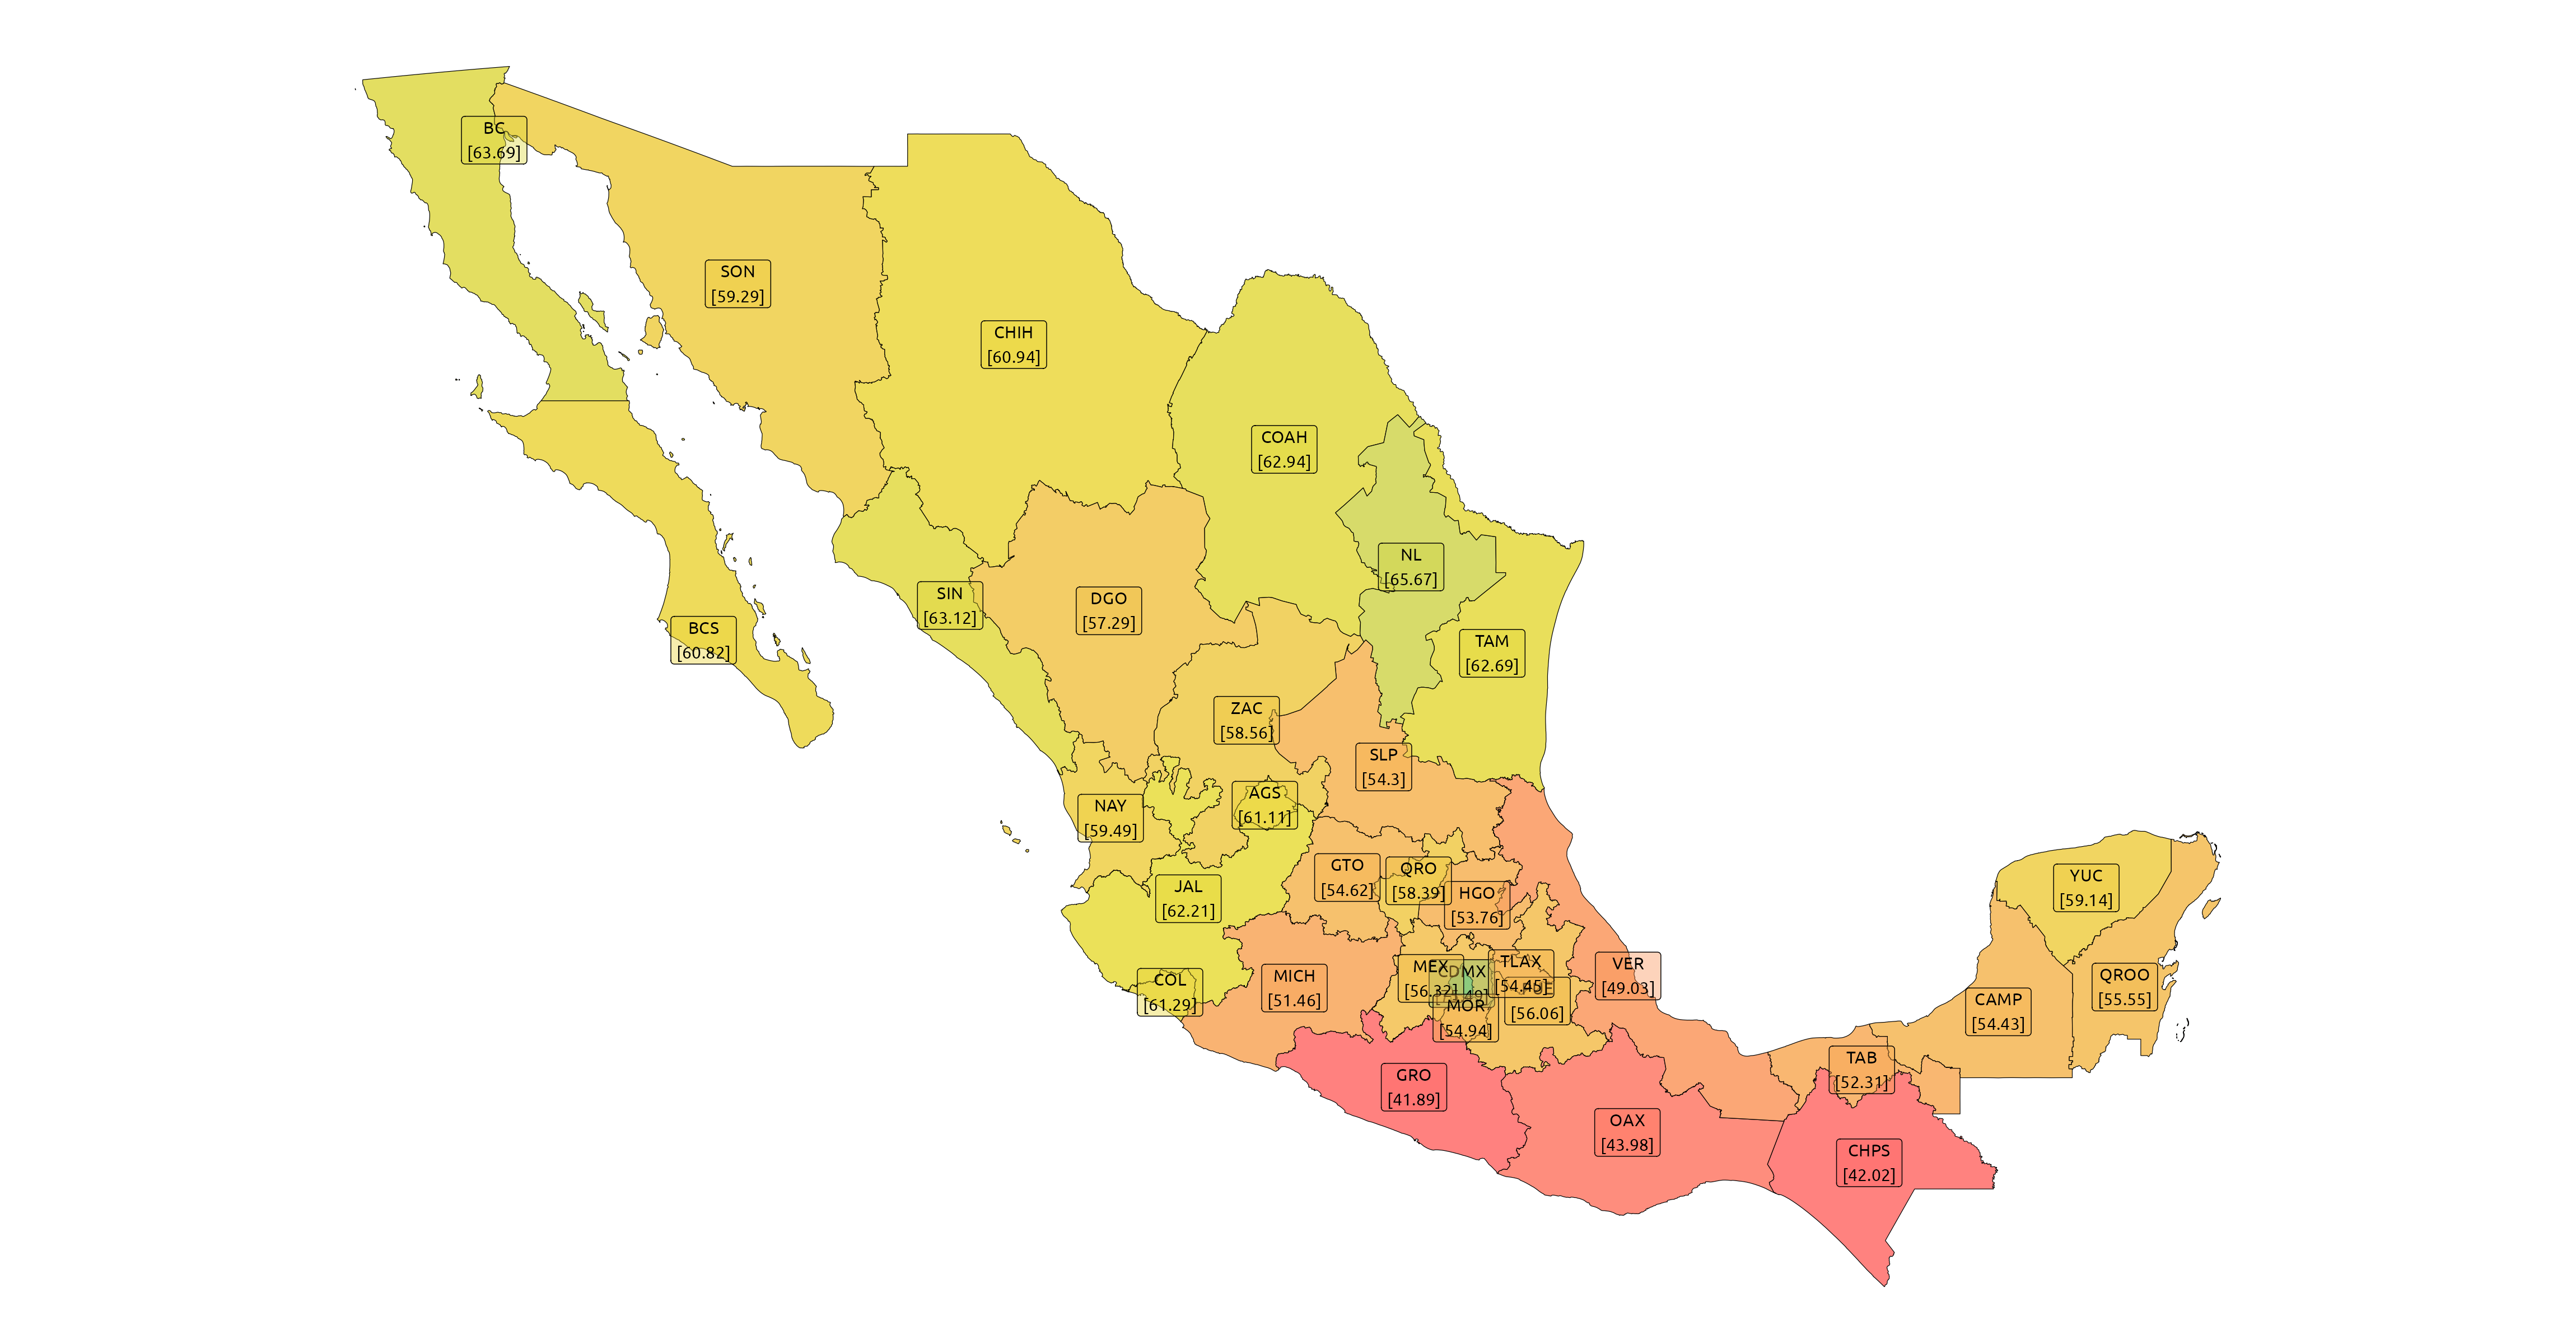 BC
[63.69]
SON
[59.29]
CHIH
[60.94]
COAH
[62.94]
NL
[65.67]
SIN
[63.12]
DGO
[57.29]
BCS
[60.82]
TAM
[62.69]
ZAC
[58.56]
SLP
[54.3]
AGS
[61.11]
NAY
[59.49]
JAL
[62.21]
GTO
[54.62]
QRO
[58.39]
HGO
[53.76]
YUC
[59.14]
COL
[61.29]
MICH
[51.46]
MEX
[56.32]
CDMX
TLAX
[54.45]
PUE
[56.06]
MOR
[54.94]
VER
[49.03]
QROO
[55.55]
CAMP
[54.43]
TAB
[52.31]
GRO
[41.89]
OAX
[43.98]
CHPS
[42.02]